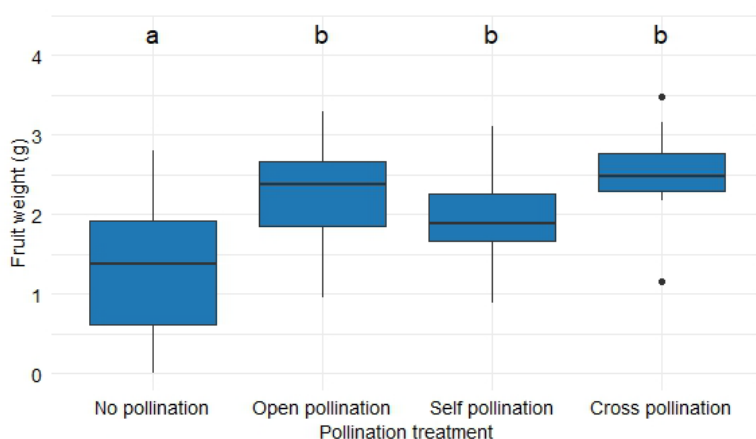 a b b b
4
3
2
1
0
Fruit weight (g)
No pollination Open pollination Self pollination Cross pollination
Pollination treatment